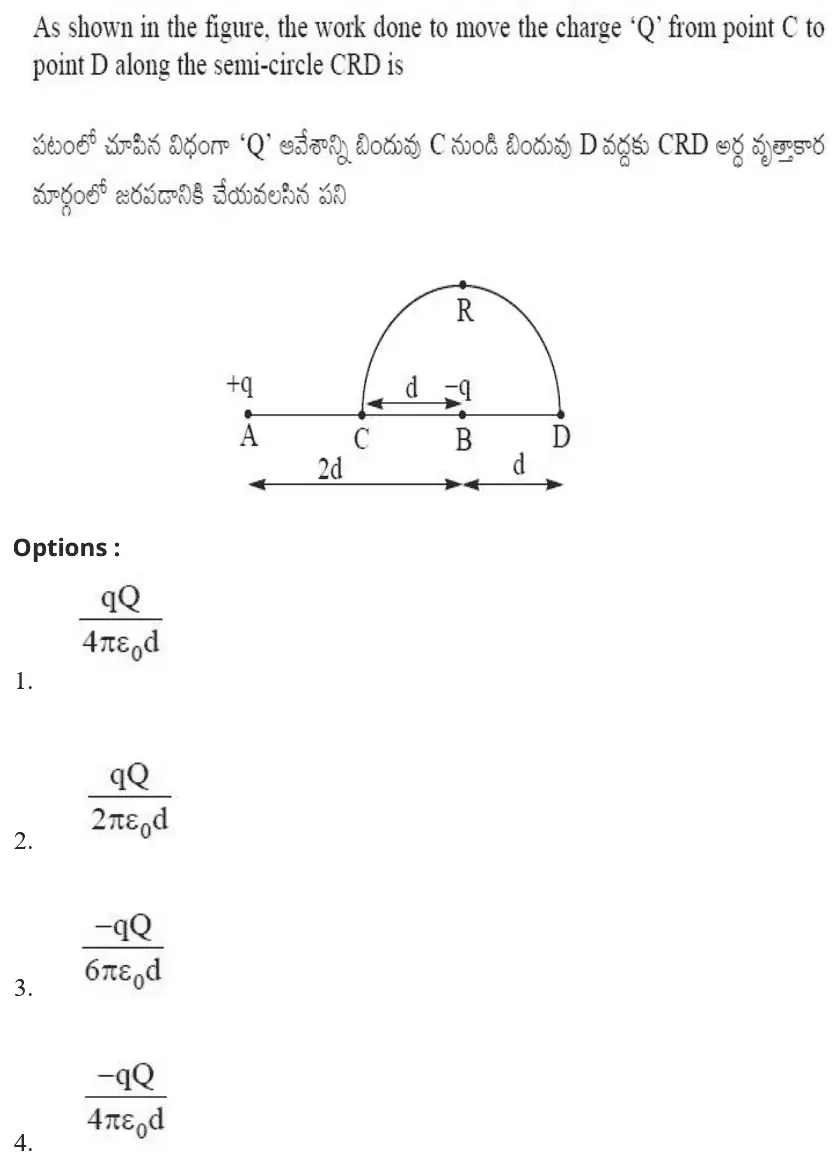 As shown in the figure, the work done to move the charge ‘Q’ from point C to
point D along the semi-circle CRD is
పటంలో చూపిన విధంగా ‘Q’ ఆవేశాన్ని బిందువు C నుండి బిందువు D వద్దకు CRD అర్ధ వృత్తాకార
మార్గంలో జరపడానికి చేయవలసిన పని
R
+q d −q
A C B D
2d d
Options :
1. qQ / 4πε₀d
2. qQ / 2πε₀d
3. −qQ / 6πε₀d
4. −qQ / 4πε₀d